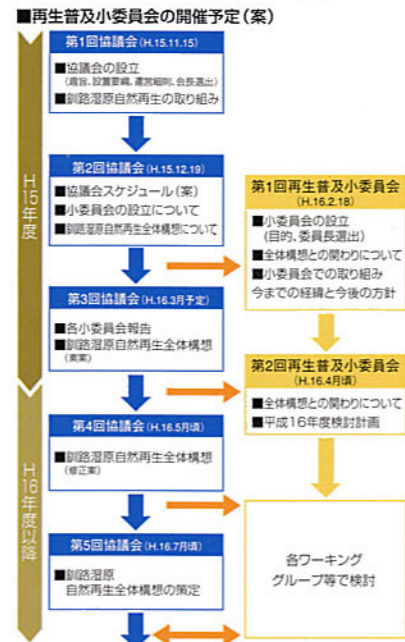 ■再生普及小委員会の開催予定(案)
H15年度
第1回協議会(H.15.11.15)
■協議会の設立
(趣旨、設置要綱、運営細則、会長選出)
■釧路湿原自然再生の取り組み
第2回協議会(H.15.12.19)
■協議会スケジュール(案)
■小委員会の設立について
■釧路湿原自然再生全体構想について
第1回再生普及小委員会
(H.16.2.18)
■小委員会の設立
(目的、委員長選出)
■全体構想との関わりについて
■小委員会での取り組み
今までの経緯と今後の方針
第3回協議会(H.16.3月予定)
■各小委員会報告
■釧路湿原自然再生全体構想
(素案)
第2回再生普及小委員会
(H.16.4月頃)
■全体構想との関わりについて
■平成16年度検討計画
H16年度以降
第4回協議会(H.16.5月頃)
■釧路湿原自然再生全体構想
(修正案)
第5回協議会(H.16.7月頃)
■釧路湿原
自然再生全体構想の策定
各ワーキング
グループ等で検討